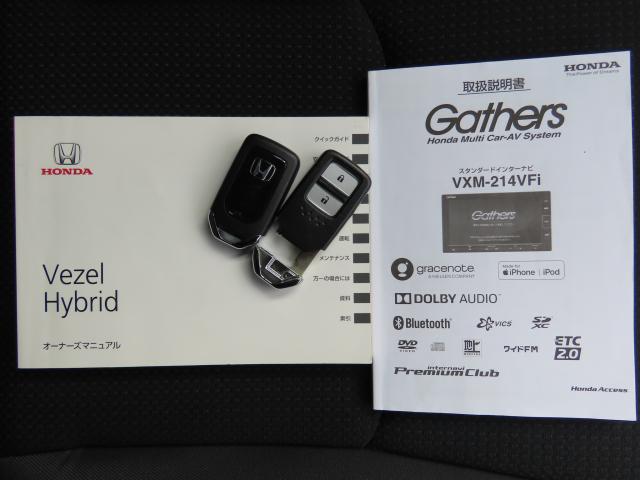 HONDA
Vezel
Hybrid
オーナーズマニュアル
クイックガイド
運転
メンテナンス
万一の場合には
資料
索引
HONDA
The Power of Dreams
取扱説明書
Gathers
Honda Multi Car-AV System
スタンダードインターナビ
VXM-214VFi
Gathers
gracenote.
A NIELSEN COMPANY
Made for
iPhone | iPod
DOLBY AUDIO
Bluetooth
VICS
SD
XC
DVD
VIDEO
ワイドFM
ETC
2.0
internavi
Premium Club
Honda Access